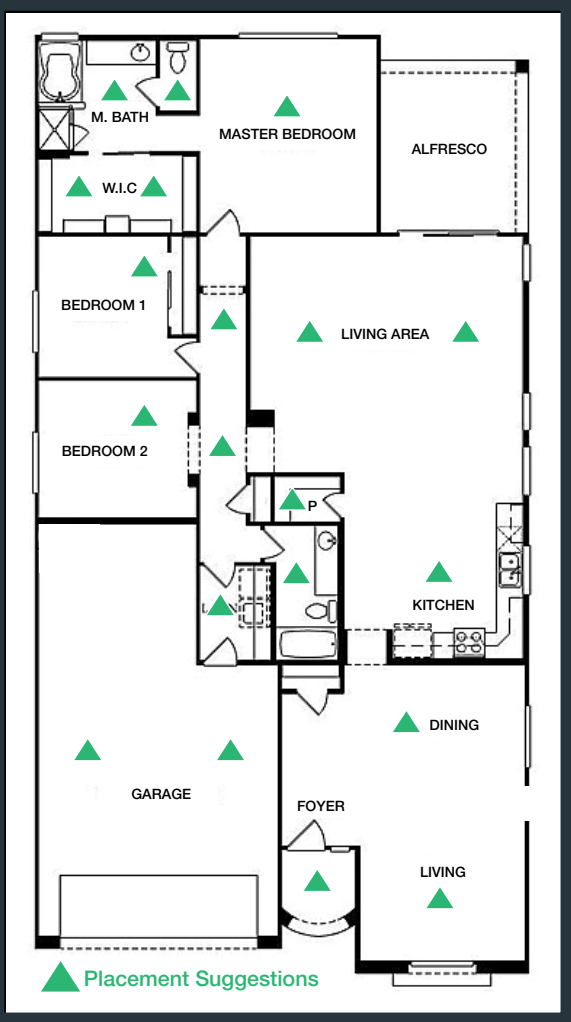 M. BATH
MASTER BEDROOM
ALFRESCO
W.I.C
BEDROOM 1
LIVING AREA
BEDROOM 2
P
KITCHEN
DINING
GARAGE
FOYER
LIVING
Placement Suggestions